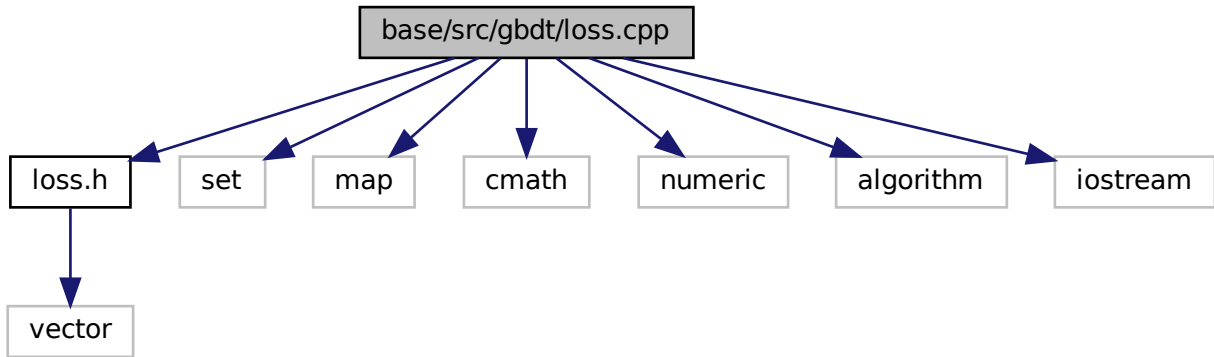 base/src/gbdt/loss.cpp
loss.h
set
map
cmath
numeric
algorithm
iostream
vector